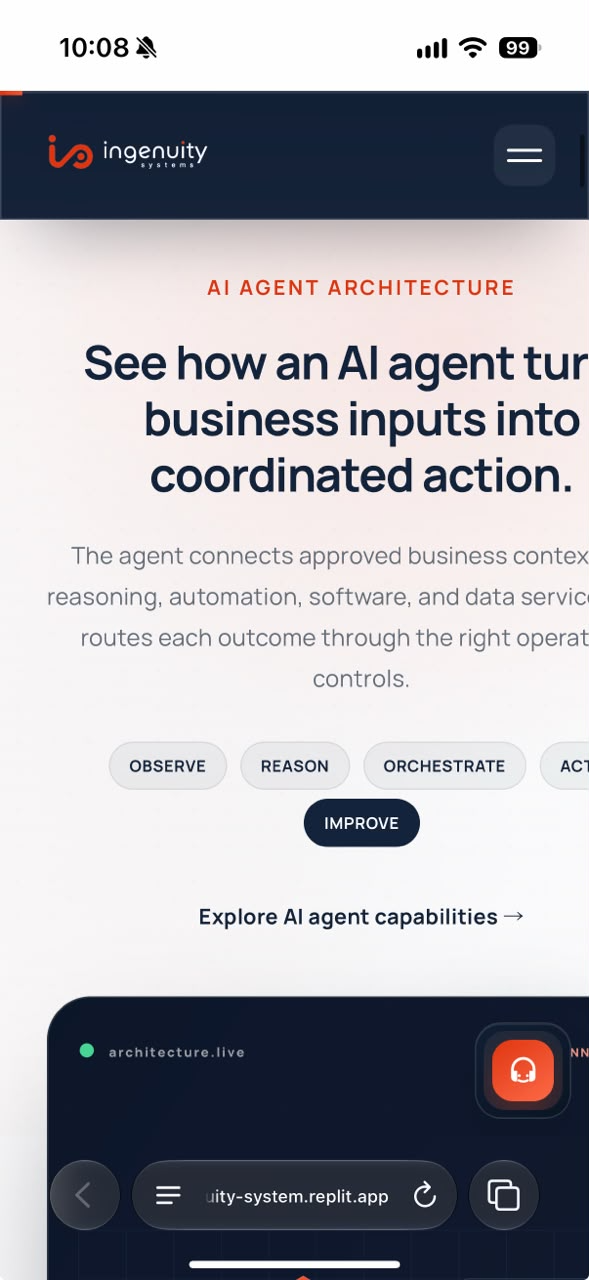 10:08
99
ingenuity
systems
AI AGENT ARCHITECTURE
See how an AI agent tur
business inputs into
coordinated action.
The agent connects approved business contex
reasoning, automation, software, and data servic
routes each outcome through the right operat
controls.
OBSERVE REASON ORCHESTRATE ACT
IMPROVE
Explore AI agent capabilities →
architecture.live NN
uity-system.replit.app